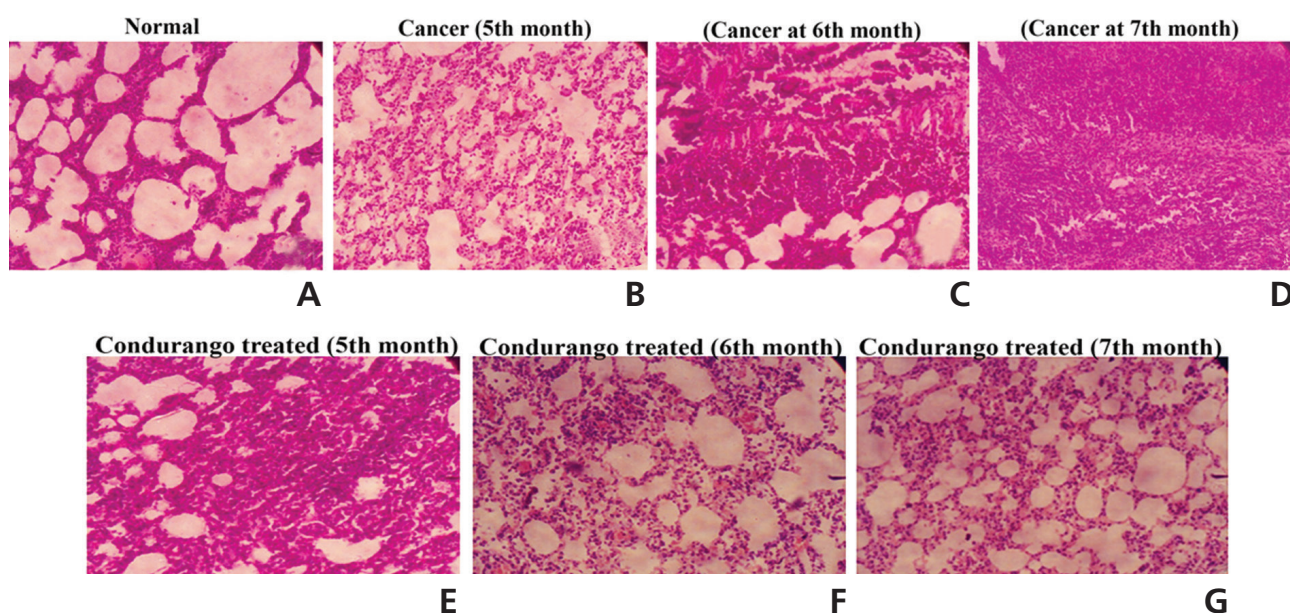 Normal
Cancer (5th month)
(Cancer at 6th month)
(Cancer at 7th month)
A
B
C
D
Condurango treated (5th month)
Condurango treated (6th month)
Condurango treated (7th month)
E
F
G